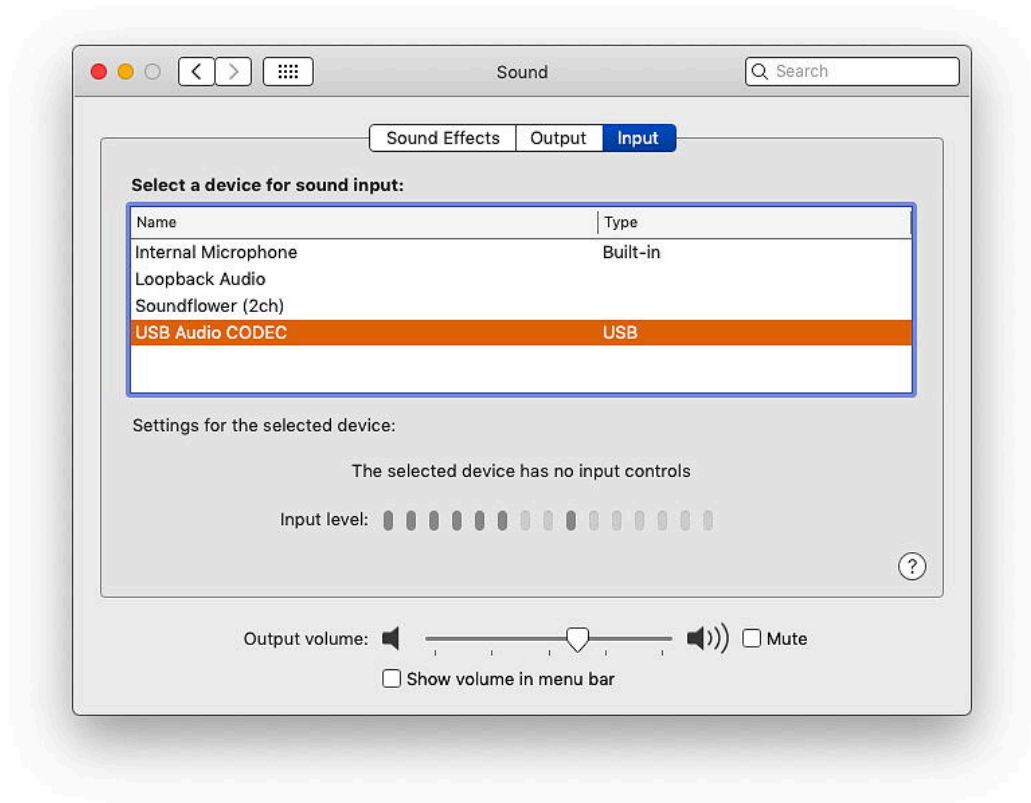 Sound
Search
Sound Effects Output Input
Select a device for sound input:
Name Type
Internal Microphone Built-in
Loopback Audio
Soundflower (2ch)
USB Audio CODEC USB
Settings for the selected device:
The selected device has no input controls
Input level:
?
Output volume: Mute
Show volume in menu bar